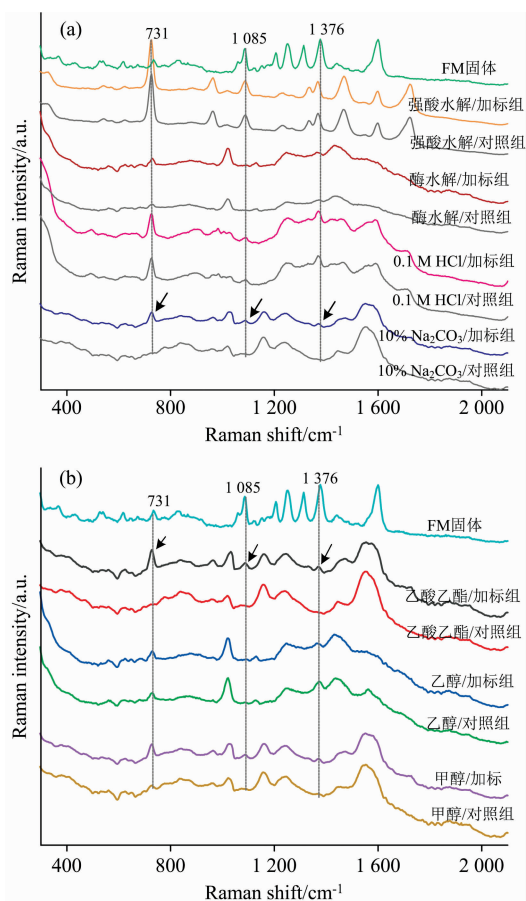 (a)
731
1 085
1 376
FM固体
强酸水解/加标组
强酸水解/对照组
酶水解/加标组
酶水解/对照组
0.1 M HCl/加标组
0.1 M HCl/对照组
10% Na₂CO₃/加标组
10% Na₂CO₃/对照组
Raman intensity/a.u.
400
800
1 200
1 600
2 000
Raman shift/cm⁻¹
(b)
731
1 085
1 376
FM固体
乙酸乙酯/加标组
乙酸乙酯/对照组
乙醇/加标组
乙醇/对照组
甲醇/加标
甲醇/对照组
Raman intensity/a.u.
400
800
1 200
1 600
2 000
Raman shift/cm⁻¹